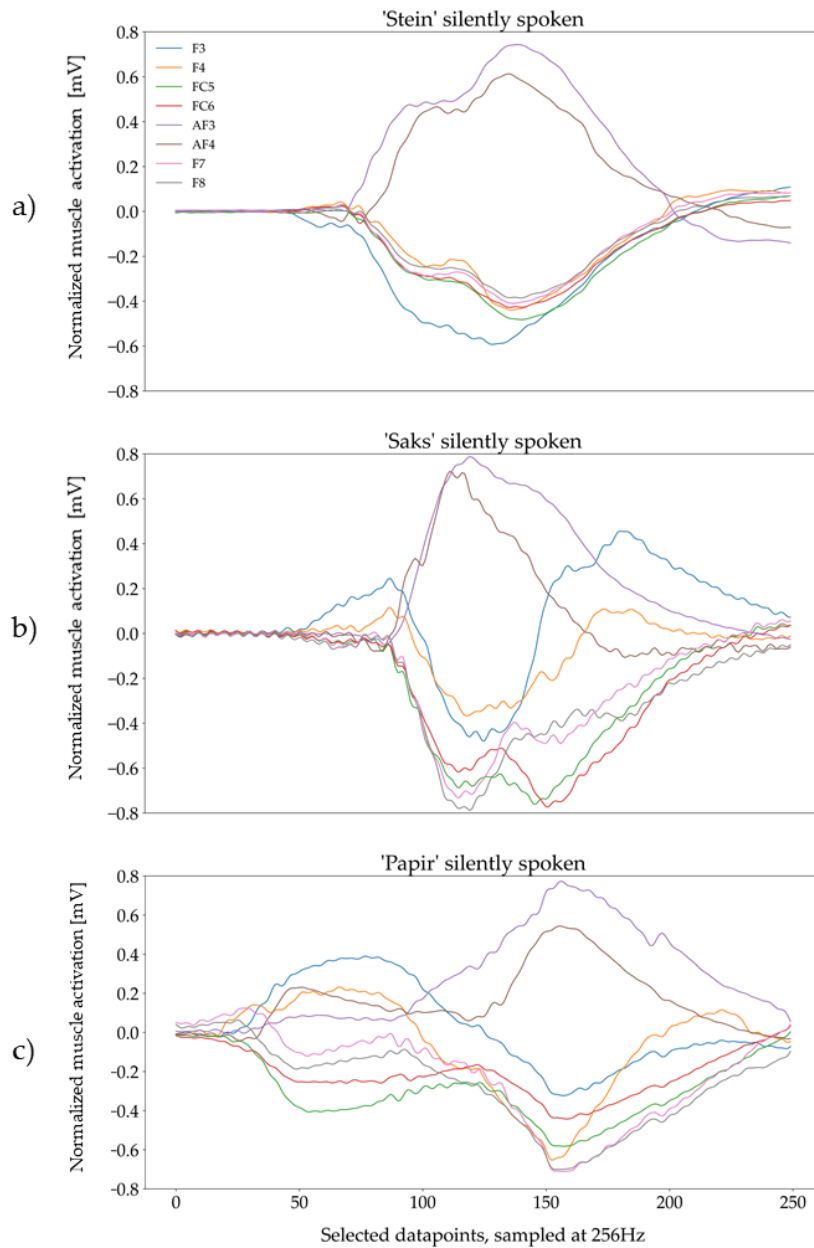 'Stein' silently spoken
0.8
0.6
0.4
0.2
0.0
−0.2
−0.4
−0.6
−0.8
Normalized muscle activation [mV]
F3
F4
FC5
FC6
AF3
AF4
F7
F8
a)
'Saks' silently spoken
0.8
0.6
0.4
0.2
0.0
−0.2
−0.4
−0.6
−0.8
Normalized muscle activation [mV]
b)
'Papir' silently spoken
0.8
0.6
0.4
0.2
0.0
−0.2
−0.4
−0.6
−0.8
Normalized muscle activation [mV]
c)
0 50 100 150 200 250
Selected datapoints, sampled at 256Hz